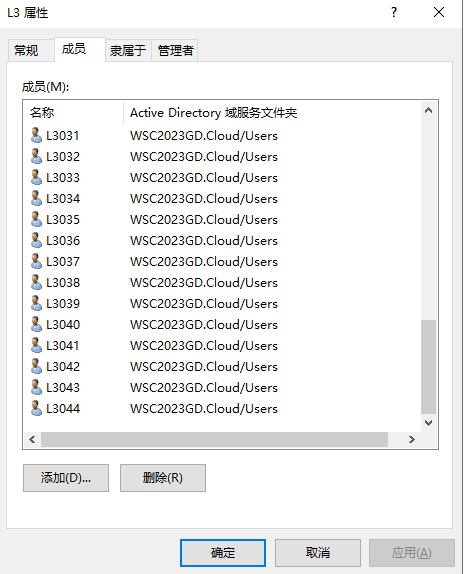 L3 属性
?
常规 成员 隶属于 管理者
成员(M):
名称 Active Directory 域服务文件夹
L3031 WSC2023GD.Cloud/Users
L3032 WSC2023GD.Cloud/Users
L3033 WSC2023GD.Cloud/Users
L3034 WSC2023GD.Cloud/Users
L3035 WSC2023GD.Cloud/Users
L3036 WSC2023GD.Cloud/Users
L3037 WSC2023GD.Cloud/Users
L3038 WSC2023GD.Cloud/Users
L3039 WSC2023GD.Cloud/Users
L3040 WSC2023GD.Cloud/Users
L3041 WSC2023GD.Cloud/Users
L3042 WSC2023GD.Cloud/Users
L3043 WSC2023GD.Cloud/Users
L3044 WSC2023GD.Cloud/Users
添加(D)... 删除(R)
确定 取消 应用(A)